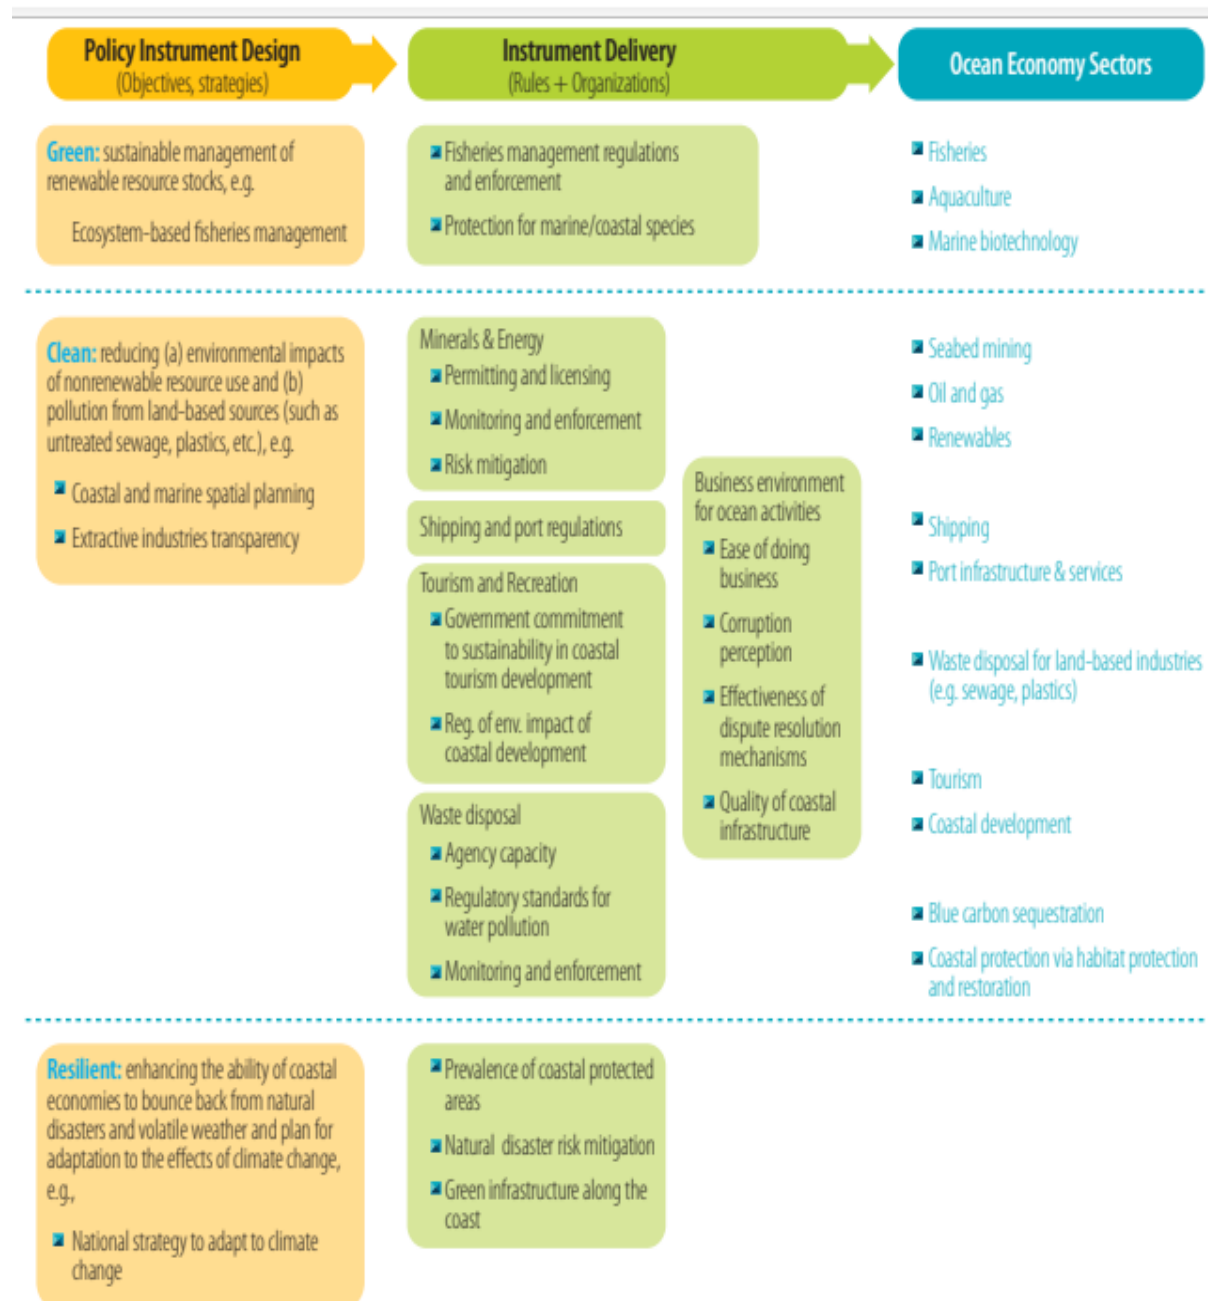 Policy Instrument Design
(Objectives, strategies)
Instrument Delivery
(Rules + Organizations)
Ocean Economy Sectors
Green: sustainable management of
renewable resource stocks, e.g.
Ecosystem-based fisheries management
Fisheries management regulations
and enforcement
Protection for marine/coastal species
Fisheries
Aquaculture
Marine biotechnology
Clean: reducing (a) environmental impacts
of nonrenewable resource use and (b)
pollution from land-based sources (such as
untreated sewage, plastics, etc.), e.g.
Coastal and marine spatial planning
Extractive industries transparency
Minerals & Energy
Permitting and licensing
Monitoring and enforcement
Risk mitigation
Shipping and port regulations
Tourism and Recreation
Government commitment
to sustainability in coastal
tourism development
Reg. of env. impact of
coastal development
Waste disposal
Agency capacity
Regulatory standards for
water pollution
Monitoring and enforcement
Business environment
for ocean activities
Ease of doing
business
Corruption
perception
Effectiveness of
dispute resolution
mechanisms
Quality of coastal
infrastructure
Seabed mining
Oil and gas
Renewables
Shipping
Port infrastructure & services
Waste disposal for land-based industries
(e.g. sewage, plastics)
Tourism
Coastal development
Blue carbon sequestration
Coastal protection via habitat protection
and restoration
Resilient: enhancing the ability of coastal
economies to bounce back from natural
disasters and volatile weather and plan for
adaptation to the effects of climate change,
e.g.,
National strategy to adapt to climate
change
Prevalence of coastal protected
areas
Natural disaster risk mitigation
Green infrastructure along the
coast